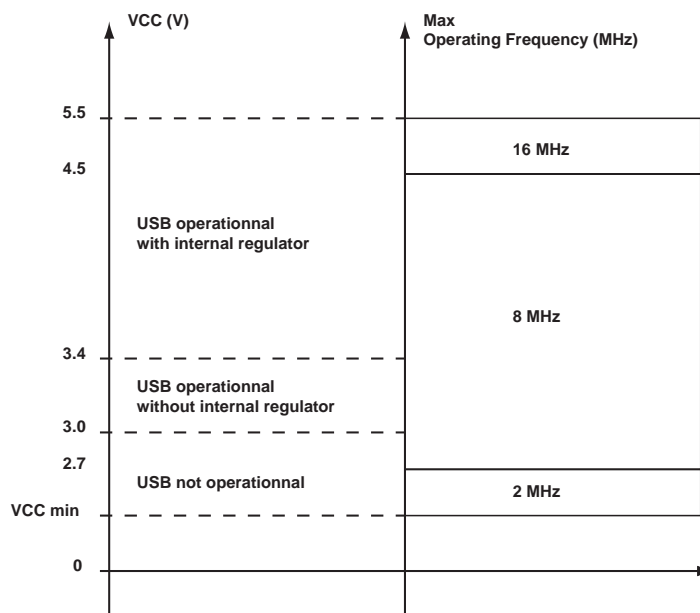 VCC (V)
Max
Operating Frequency (MHz)
5.5
16 MHz
4.5
USB operationnal
with internal regulator
8 MHz
3.4
USB operationnal
without internal regulator
3.0
2.7
USB not operationnal
2 MHz
VCC min
0